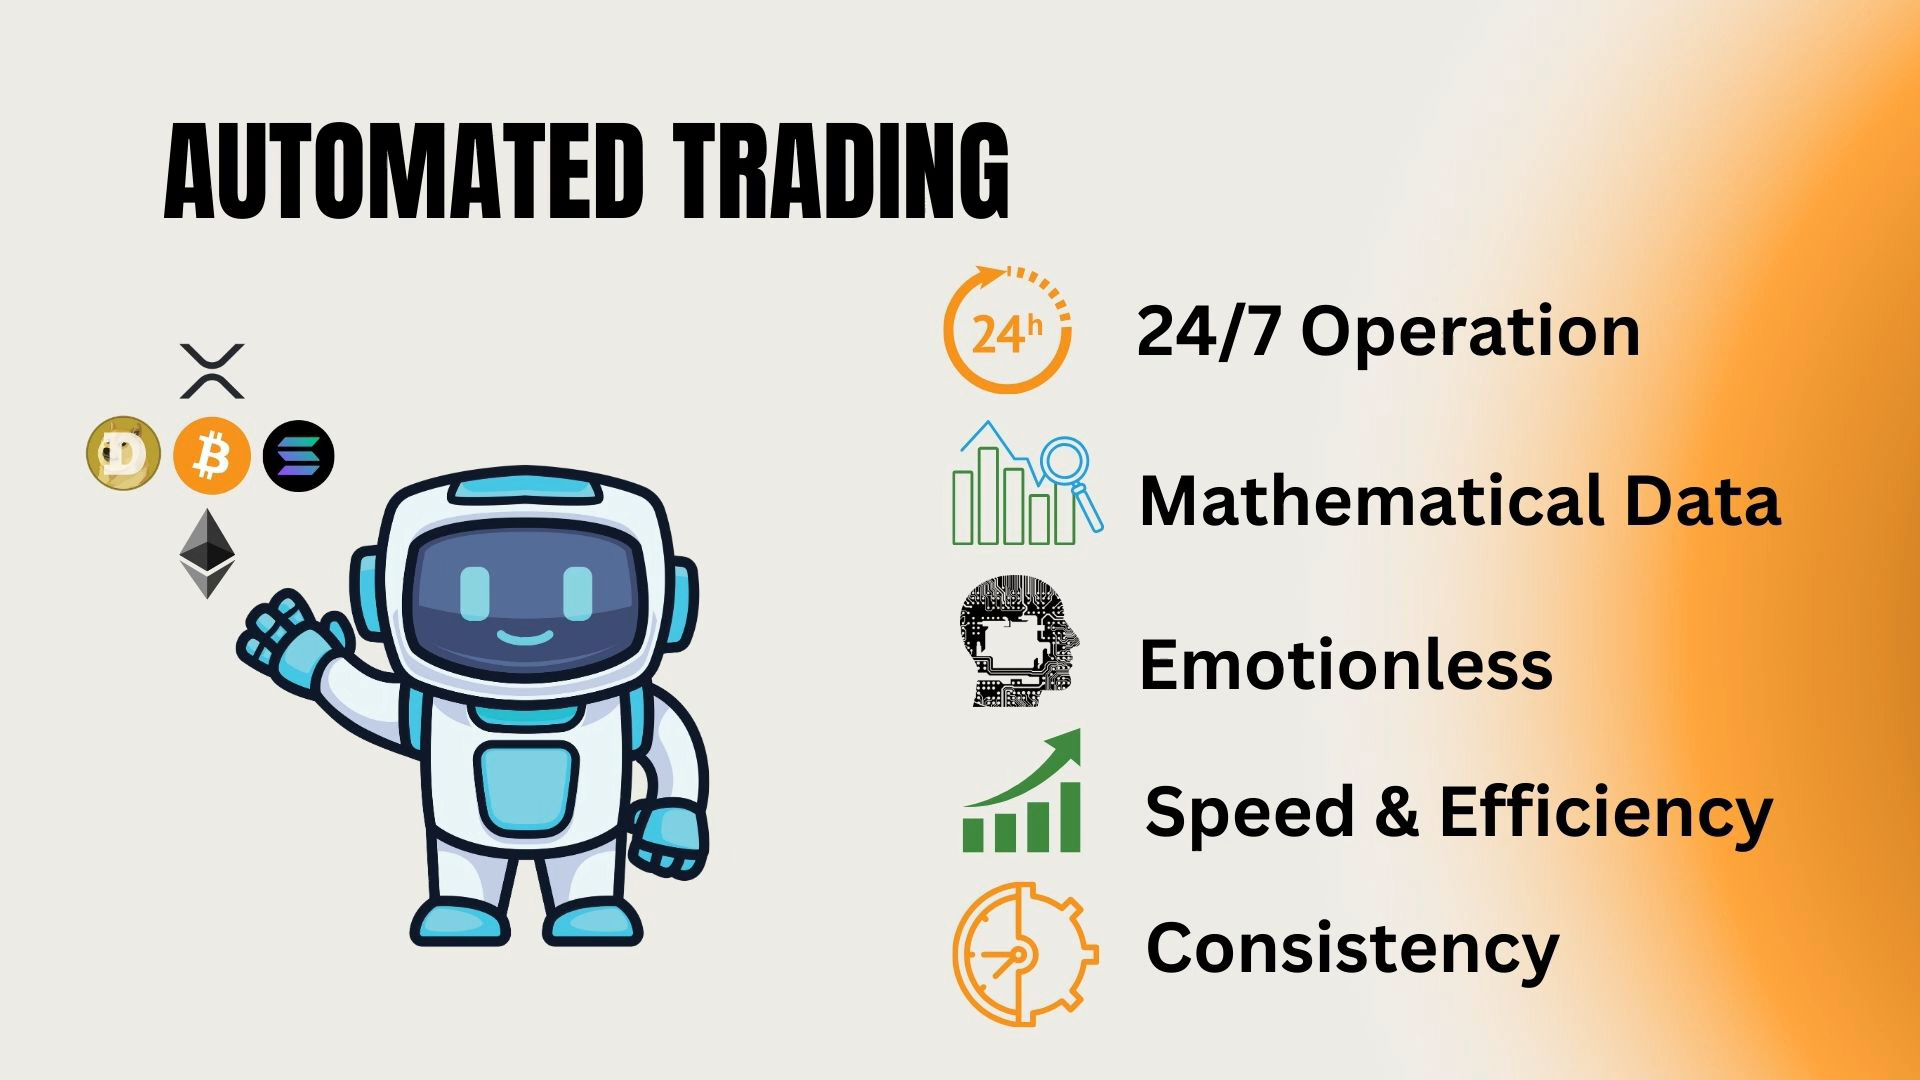 AUTOMATED TRADING
24h
24/7 Operation
Mathematical Data
Emotionless
Speed & Efficiency
Consistency
D
B